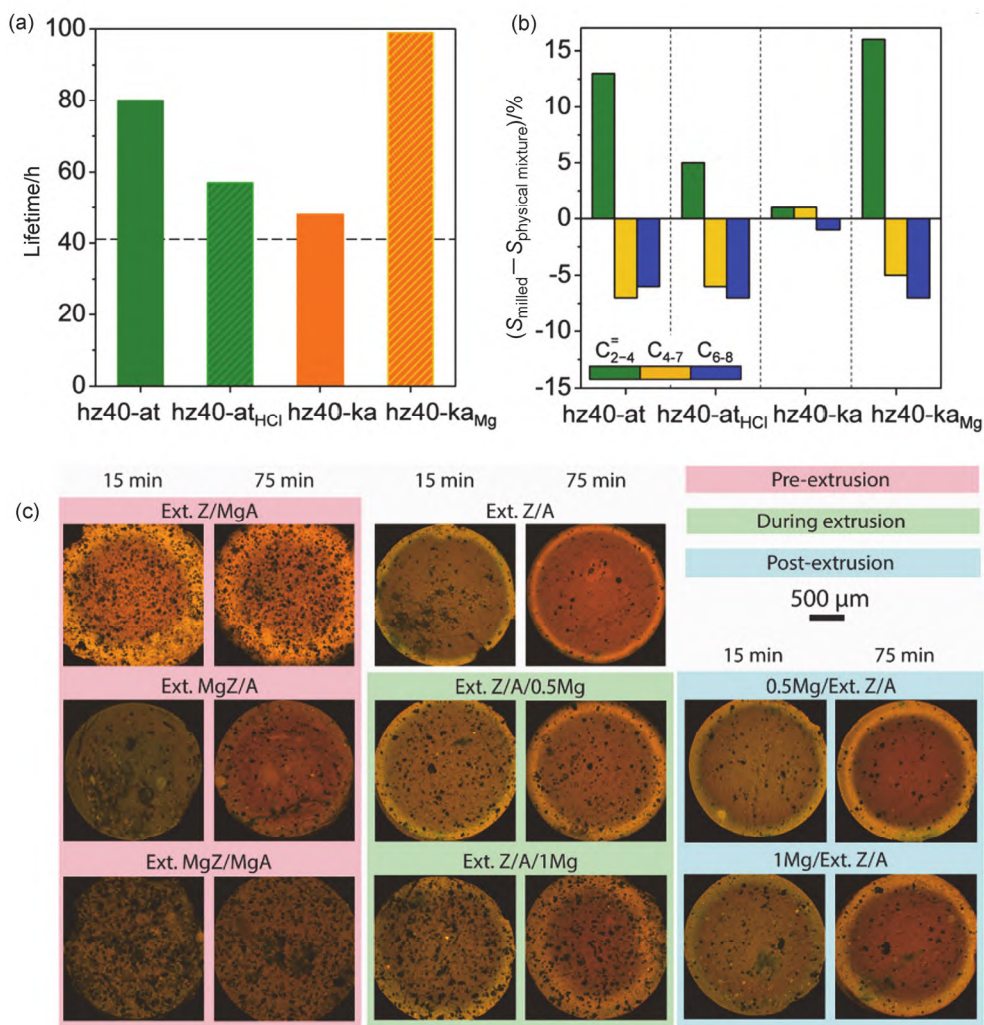 (a)
100
80
60
40
20
0
Lifetime/h
hz40-at
hz40-at_HCl
hz40-ka
hz40-ka_Mg
(b)
15
10
5
0
-5
-10
-15
(S_milled — S_physical mixture)/%
C⁼₂₋₄ C₄₋₇ C₆₋₈
hz40-at
hz40-at_HCl
hz40-ka
hz40-ka_Mg
(c)
15 min 75 min
Ext. Z/MgA
Ext. MgZ/A
Ext. MgZ/MgA
15 min 75 min
Ext. Z/A
Ext. Z/A/0.5Mg
Ext. Z/A/1Mg
Pre-extrusion
During extrusion
Post-extrusion
500 μm
15 min 75 min
0.5Mg/Ext. Z/A
1Mg/Ext. Z/A